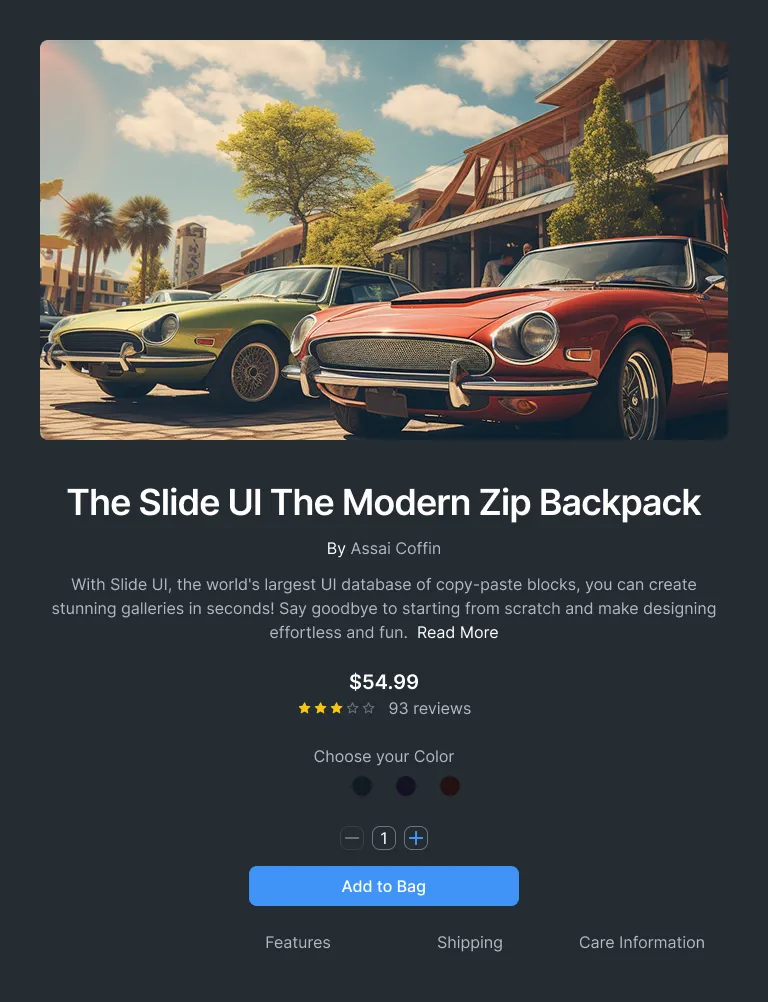 The Slide UI The Modern Zip Backpack
By Assai Coffin
With Slide UI, the world's largest UI database of copy-paste blocks, you can create
stunning galleries in seconds! Say goodbye to starting from scratch and make designing
effortless and fun. Read More
$54.99
93 reviews
Choose your Color
1
Add to Bag
Features Shipping Care Information